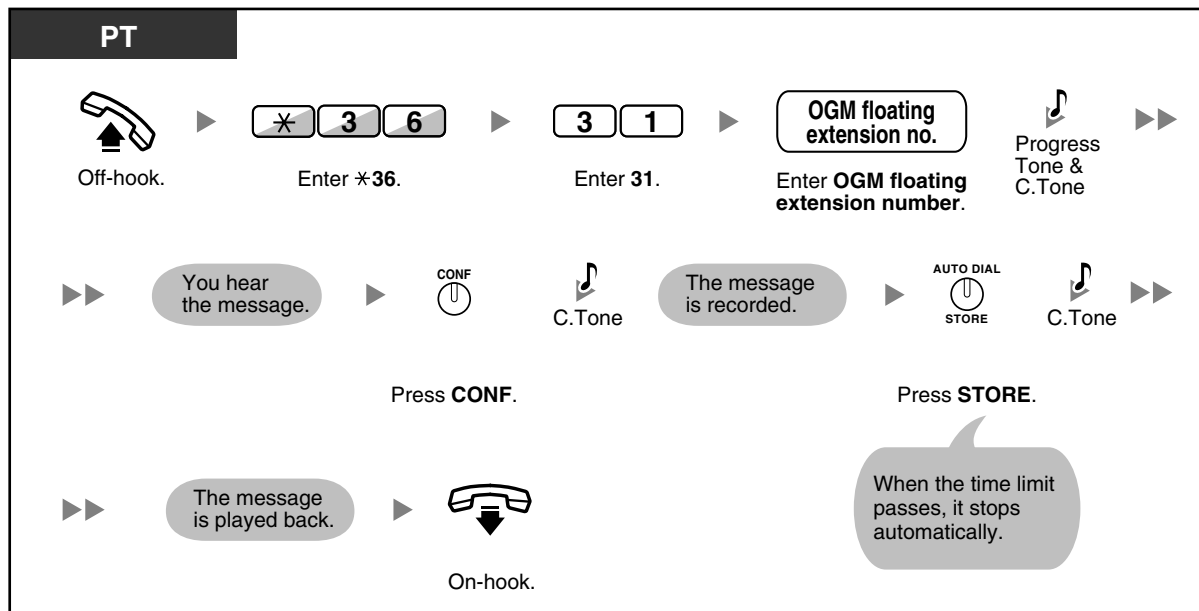 PT
✳ 3 6
3 1
OGM floating
extension no.
Off-hook.
Enter ✳36.
Enter 31.
Enter OGM floating
extension number.
Progress
Tone &
C.Tone
You hear
the message.
CONF
C.Tone
The message
is recorded.
AUTO DIAL
STORE
C.Tone
Press CONF.
Press STORE.
When the time limit
passes, it stops
automatically.
The message
is played back.
On-hook.